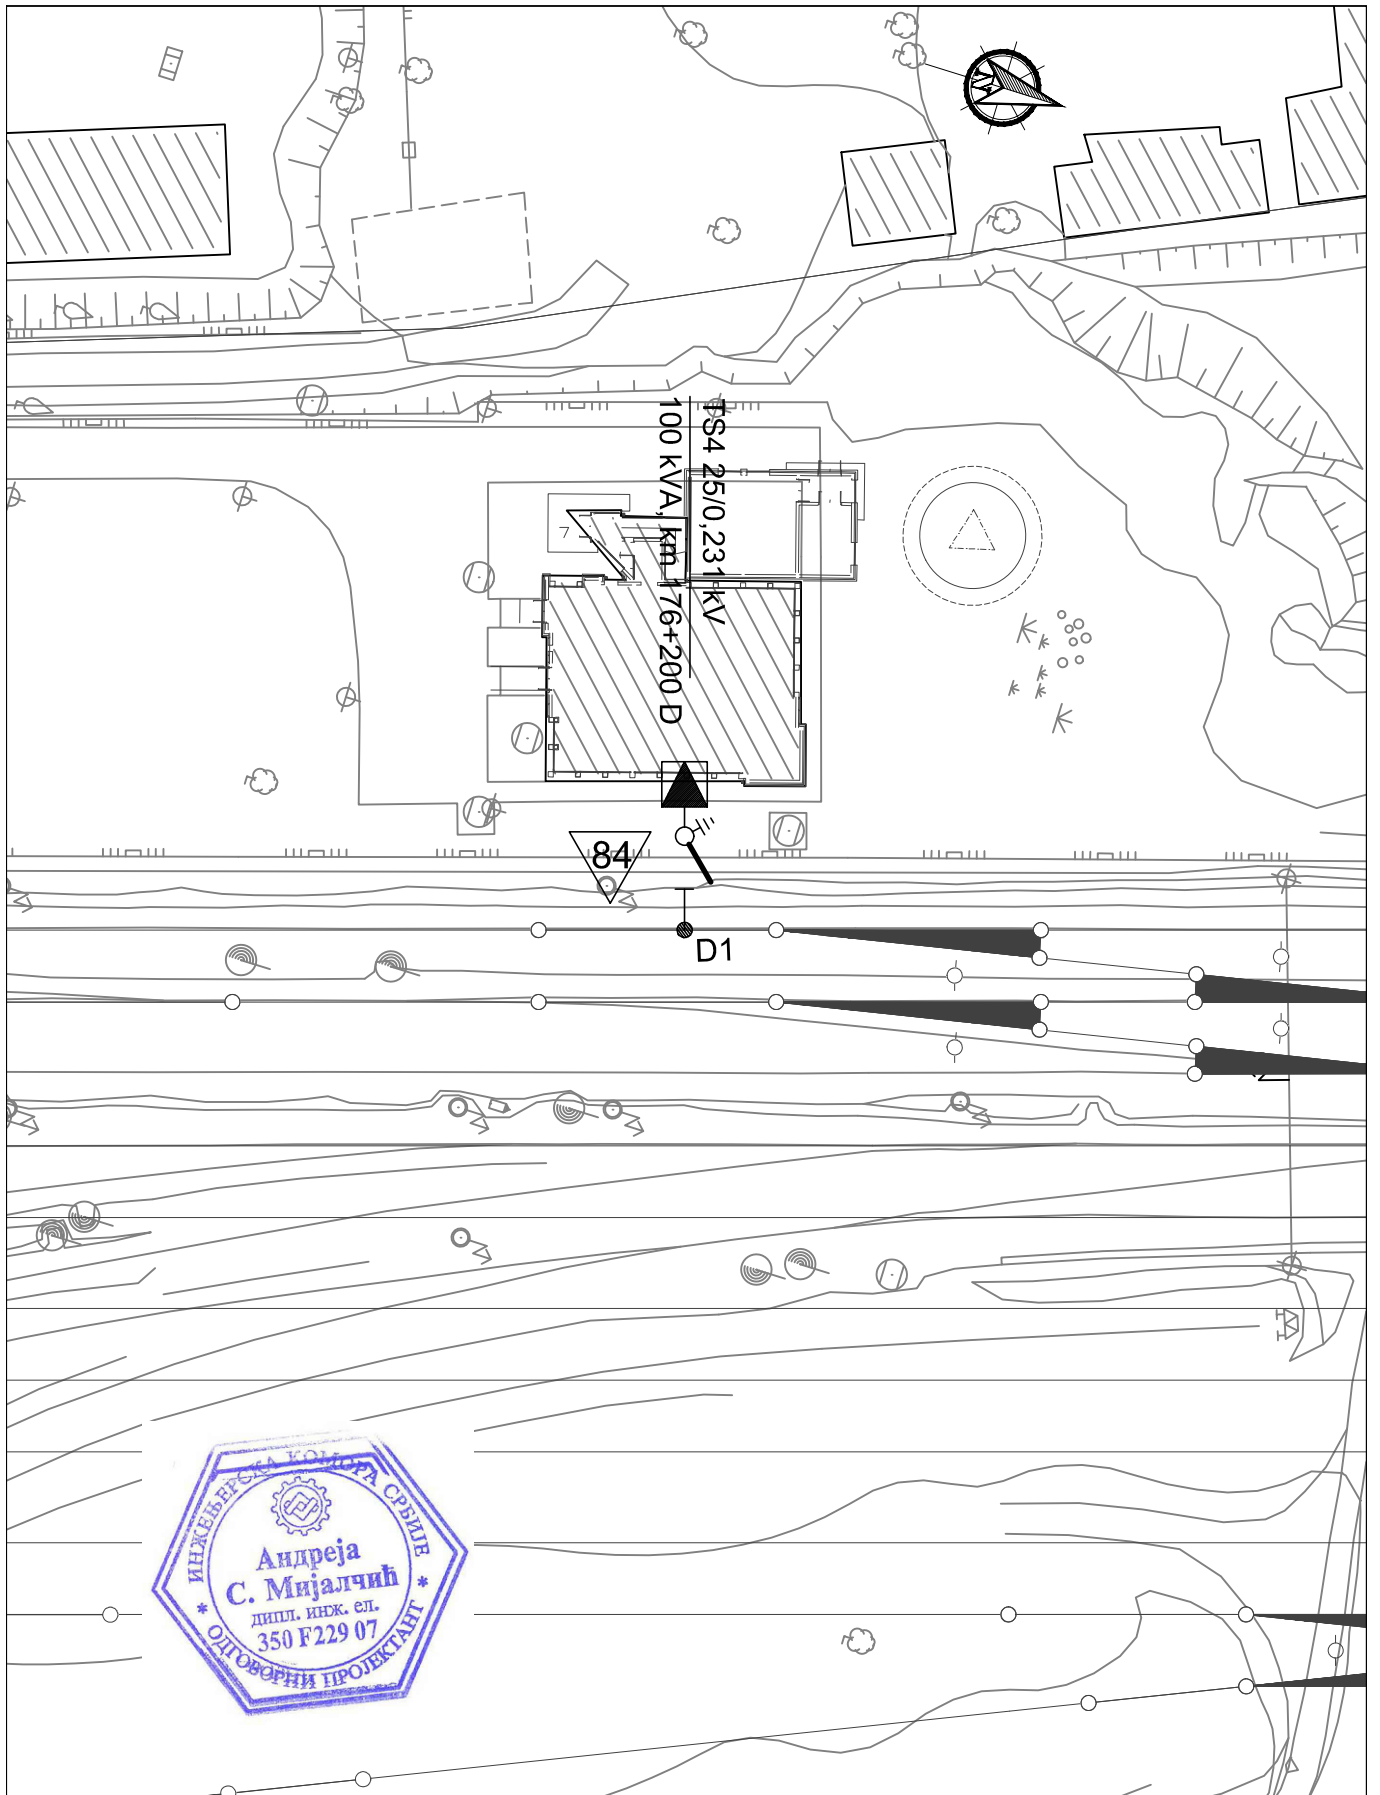 N
TS4 25/0,231 kV
100 kVA, km 176+200 D
84
D1
ИНЖЕЊЕРСКА КОМОРА СРБИЈЕ
Андреја
С. Мијалчић
дипл. инж. ел.
350 F229 07
* ОДГОВОРНИ ПРОЈЕКТАНТ *